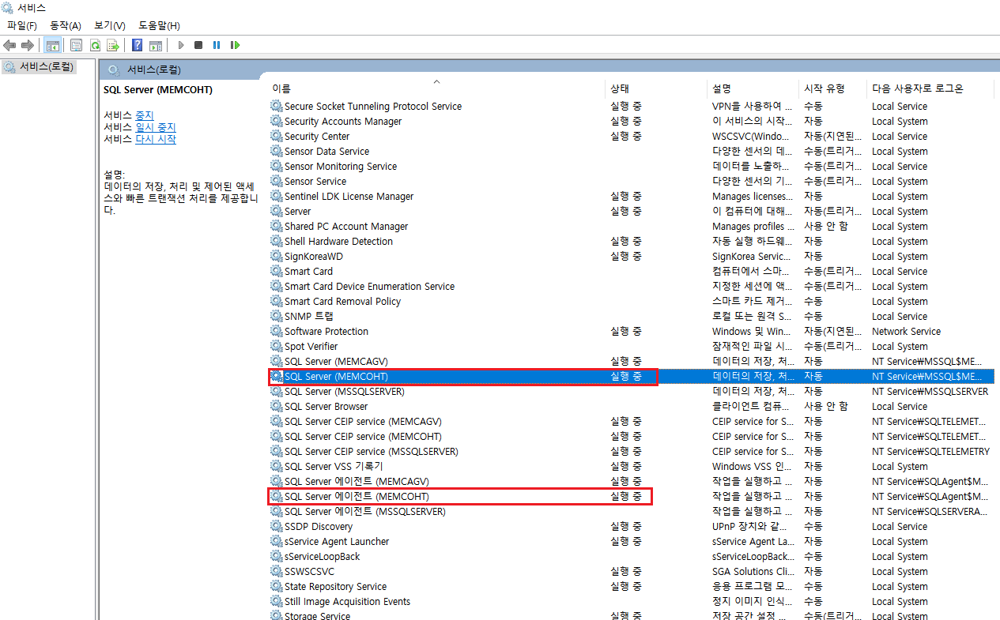 서비스
파일(F) 동작(A) 보기(V) 도움말(H)
서비스(로컬)
서비스(로컬)
SQL Server (MEMCOHT)
서비스 중지
서비스 일시 중지
서비스 다시 시작
설명:
데이터의 저장, 처리 및 제어된 액세
스와 빠른 트랜잭션 처리를 제공합니
다.
이름 상태 설명 시작 유형 다음 사용자로 로그온
Secure Socket Tunneling Protocol Service 실행 중 VPN을 사용하여 ... 수동 Local Service
Security Accounts Manager 실행 중 이 서비스의 시작... 자동 Local System
Security Center 실행 중 WSCSVC(Windo... 자동(지연된... Local Service
Sensor Data Service 다양한 센서의 데... 수동(트리거... Local System
Sensor Monitoring Service 데이터를 노출하... 수동(트리거... Local Service
Sensor Service 다양한 센서의 기... 수동(트리거... Local System
Sentinel LDK License Manager 실행 중 Manages licenses... 자동 Local System
Server 실행 중 이 컴퓨터에 대해... 자동(트리거... Local System
Shared PC Account Manager Manages profiles ... 사용 안 함 Local System
Shell Hardware Detection 실행 중 자동 실행 하드웨... 자동 Local System
SignKoreaWD 실행 중 SignKorea Servic... 자동 Local System
Smart Card 컴퓨터에서 스마... 수동(트리거... Local Service
Smart Card Device Enumeration Service 지정한 세션에 액... 수동(트리거... Local System
Smart Card Removal Policy 스마트 카드 제거... 수동 Local System
SNMP 트랩 로컬 또는 원격 S... 수동 Local Service
Software Protection 실행 중 Windows 및 Win... 자동(지연된... Network Service
Spot Verifier 잠재적인 파일 시... 수동(트리거... Local System
SQL Server (MEMCAGV) 실행 중 데이터의 저장, 처... 자동 NT Service₩MSSQL$ME...
SQL Server (MEMCOHT) 실행 중 데이터의 저장, 처... 자동 NT Service₩MSSQL$ME...
SQL Server (MSSQLSERVER) 데이터의 저장, 처... 자동 NT Service₩MSSQLSERVER
SQL Server Browser 클라이언트 컴퓨... 사용 안 함 Local Service
SQL Server CEIP service (MEMCAGV) 실행 중 CEIP service for S... 자동 NT Service₩SQLTELEMET...
SQL Server CEIP service (MEMCOHT) 실행 중 CEIP service for S... 자동 NT Service₩SQLTELEMET...
SQL Server CEIP service (MSSQLSERVER) 실행 중 CEIP service for S... 자동 NT Service₩SQLTELEMETRY
SQL Server VSS 기록기 실행 중 Windows VSS 인... 자동 Local System
SQL Server 에이전트 (MEMCAGV) 실행 중 작업을 실행하고 ... 자동 NT Service₩SQLAgent$M...
SQL Server 에이전트 (MEMCOHT) 실행 중 작업을 실행하고 ... 자동 NT Service₩SQLAgent$M...
SQL Server 에이전트 (MSSQLSERVER) 작업을 실행하고 ... 자동 NT Service₩SQLSERVERA...
SSDP Discovery 실행 중 UPnP 장치와 같... 수동 Local Service
sService Agent Launcher 실행 중 sService Agent La... 자동 Local System
sServiceLoopBack sServiceLoopBack... 수동 Local System
SSWSCSVC 실행 중 SGA Solutions Cli... 자동 Local System
State Repository Service 실행 중 응용 프로그램 모... 수동 Local System
Still Image Acquisition Events 정지 이미지 인식... 수동 Local System
Storage Service 실행 중 저장 공간 설정 ... 수동(트리거... Local System